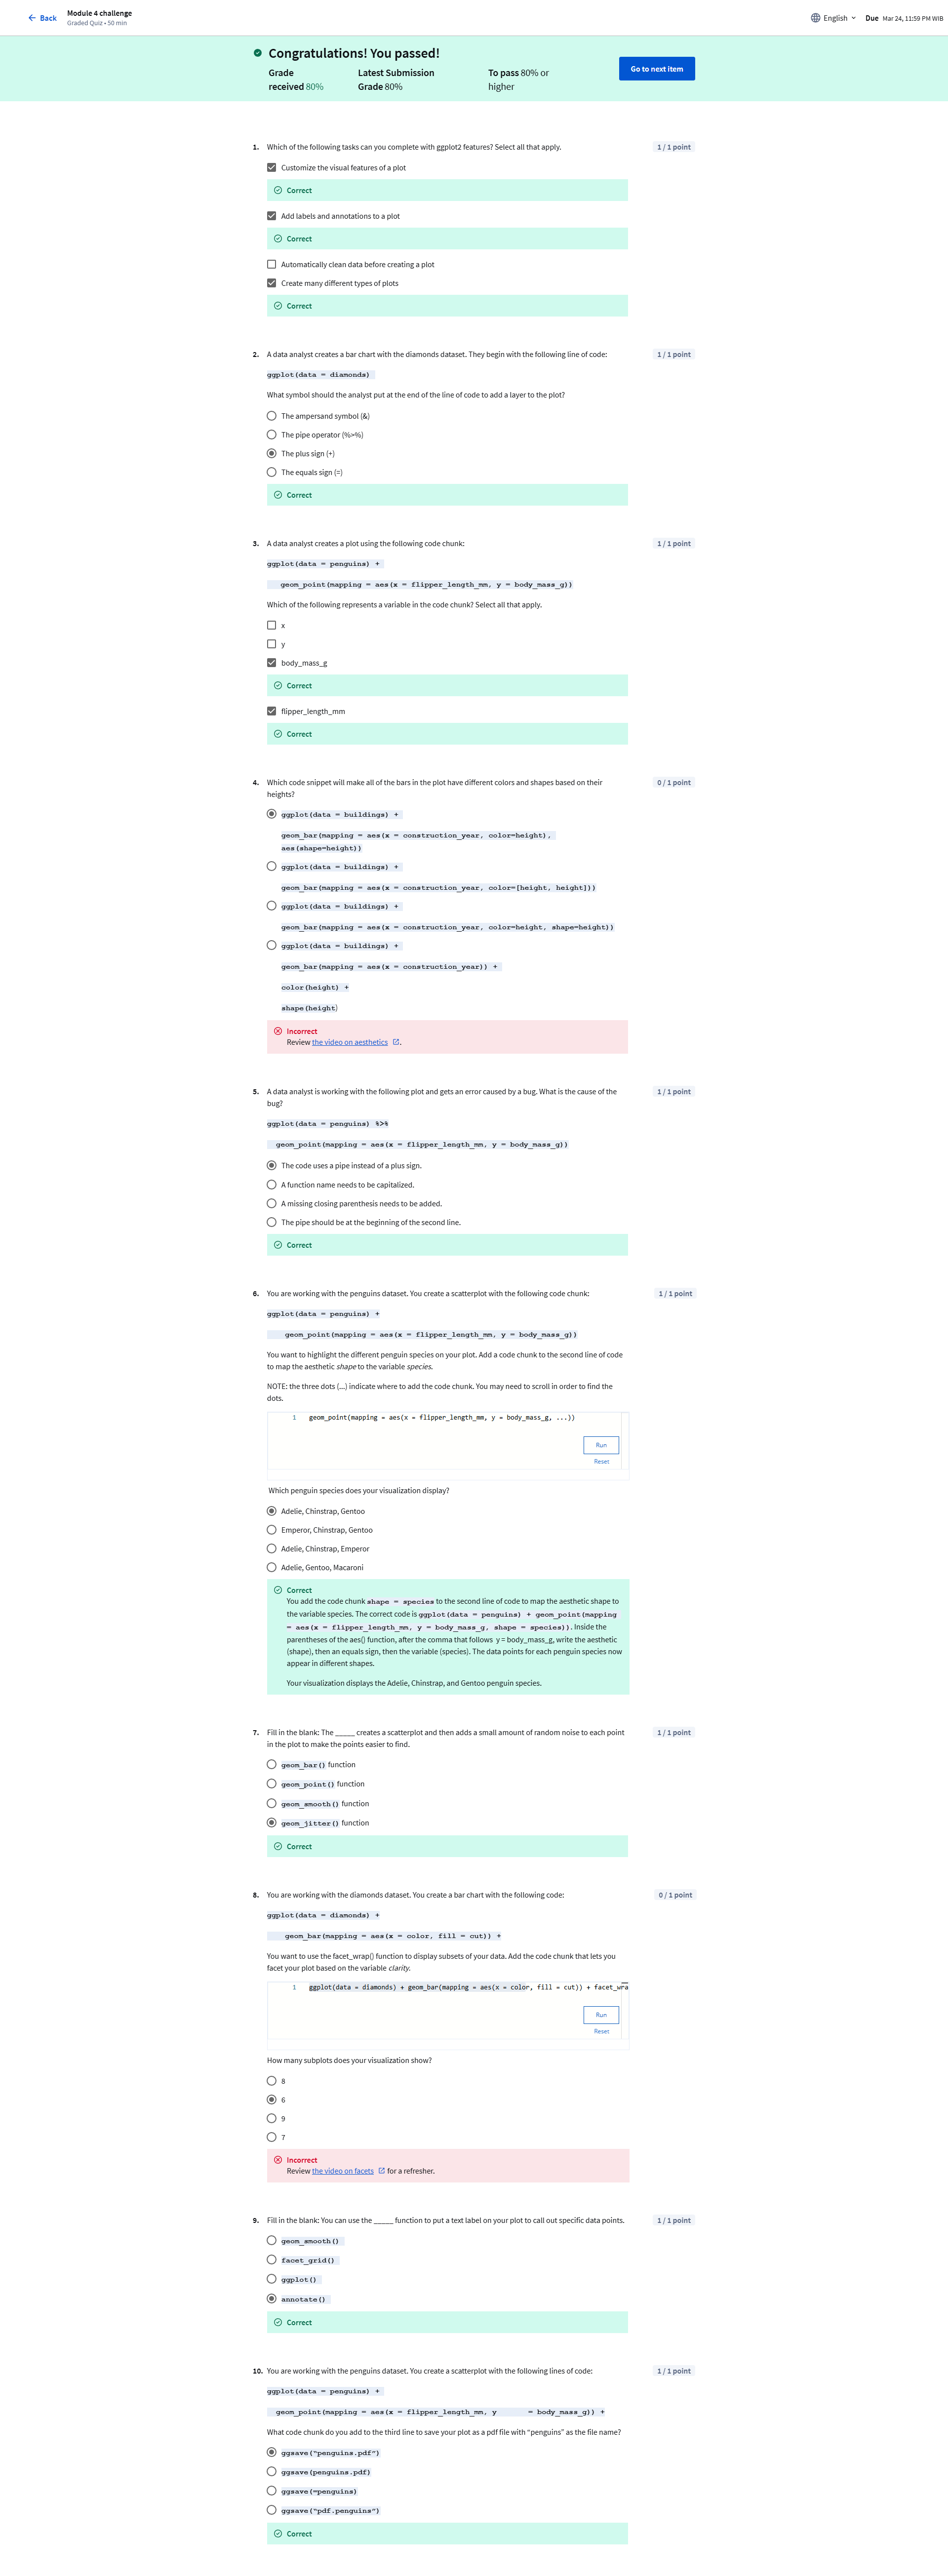 Back
Module 4 challenge
Graded Quiz • 50 min
English
Due Mar 24, 11:59 PM WIB
Congratulations! You passed!
Grade received 80%
Latest Submission Grade 80%
To pass 80% or higher
Go to next item
1. Which of the following tasks can you complete with ggplot2 features? Select all that apply.
1 / 1 point
Customize the visual features of a plot
Correct
Add labels and annotations to a plot
Correct
Automatically clean data before creating a plot
Create many different types of plots
Correct
2. A data analyst creates a bar chart with the diamonds dataset. They begin with the following line of code:
1 / 1 point
ggplot(data = diamonds)
What symbol should the analyst put at the end of the line of code to add a layer to the plot?
The ampersand symbol (&)
The pipe operator (%>%)
The plus sign (+)
The equals sign (=)
Correct
3. A data analyst creates a plot using the following code chunk:
1 / 1 point
ggplot(data = penguins) +
geom_point(mapping = aes(x = flipper_length_mm, y = body_mass_g))
Which of the following represents a variable in the code chunk? Select all that apply.
x
y
body_mass_g
Correct
flipper_length_mm
Correct
4. Which code snippet will make all of the bars in the plot have different colors and shapes based on their
heights?
0 / 1 point
ggplot(data = buildings) +
geom_bar(mapping = aes(x = construction_year, color=height),
aes(shape=height))
ggplot(data = buildings) +
geom_bar(mapping = aes(x = construction_year, color=[height, height]))
ggplot(data = buildings) +
geom_bar(mapping = aes(x = construction_year, color=height, shape=height))
ggplot(data = buildings) +
geom_bar(mapping = aes(x = construction_year)) +
color(height) +
shape(height)
Incorrect
Review the video on aesthetics .
5. A data analyst is working with the following plot and gets an error caused by a bug. What is the cause of the
bug?
1 / 1 point
ggplot(data = penguins) %>%
geom_point(mapping = aes(x = flipper_length_mm, y = body_mass_g))
The code uses a pipe instead of a plus sign.
A function name needs to be capitalized.
A missing closing parenthesis needs to be added.
The pipe should be at the beginning of the second line.
Correct
6. You are working with the penguins dataset. You create a scatterplot with the following code chunk:
1 / 1 point
ggplot(data = penguins) +
geom_point(mapping = aes(x = flipper_length_mm, y = body_mass_g))
You want to highlight the different penguin species on your plot. Add a code chunk to the second line of code
to map the aesthetic shape to the variable species.
NOTE: the three dots (...) indicate where to add the code chunk. You may need to scroll in order to find the
dots.
1 geom_point(mapping = aes(x = flipper_length_mm, y = body_mass_g, ...))
Run
Reset
Which penguin species does your visualization display?
Adelie, Chinstrap, Gentoo
Emperor, Chinstrap, Gentoo
Adelie, Chinstrap, Emperor
Adelie, Gentoo, Macaroni
Correct
You add the code chunk shape = species to the second line of code to map the aesthetic shape to
the variable species. The correct code is ggplot(data = penguins) + geom_point(mapping
= aes(x = flipper_length_mm, y = body_mass_g, shape = species)). Inside the
parentheses of the aes() function, after the comma that follows y = body_mass_g, write the aesthetic
(shape), then an equals sign, then the variable (species). The data points for each penguin species now
appear in different shapes.
Your visualization displays the Adelie, Chinstrap, and Gentoo penguin species.
7. Fill in the blank: The _____ creates a scatterplot and then adds a small amount of random noise to each point
in the plot to make the points easier to find.
1 / 1 point
geom_bar() function
geom_point() function
geom_smooth() function
geom_jitter() function
Correct
8. You are working with the diamonds dataset. You create a bar chart with the following code:
0 / 1 point
ggplot(data = diamonds) +
geom_bar(mapping = aes(x = color, fill = cut)) +
You want to use the facet_wrap() function to display subsets of your data. Add the code chunk that lets you
facet your plot based on the variable clarity.
1 ggplot(data = diamonds) + geom_bar(mapping = aes(x = color, fill = cut)) + facet_wra
Run
Reset
How many subplots does your visualization show?
8
6
9
7
Incorrect
Review the video on facets for a refresher.
9. Fill in the blank: You can use the _____ function to put a text label on your plot to call out specific data points.
1 / 1 point
geom_smooth()
facet_grid()
ggplot()
annotate()
Correct
10. You are working with the penguins dataset. You create a scatterplot with the following lines of code:
1 / 1 point
ggplot(data = penguins) +
geom_point(mapping = aes(x = flipper_length_mm, y = body_mass_g)) +
What code chunk do you add to the third line to save your plot as a pdf file with “penguins” as the file name?
ggsave("penguins.pdf")
ggsave(penguins.pdf)
ggsave(=penguins)
ggsave("pdf.penguins")
Correct